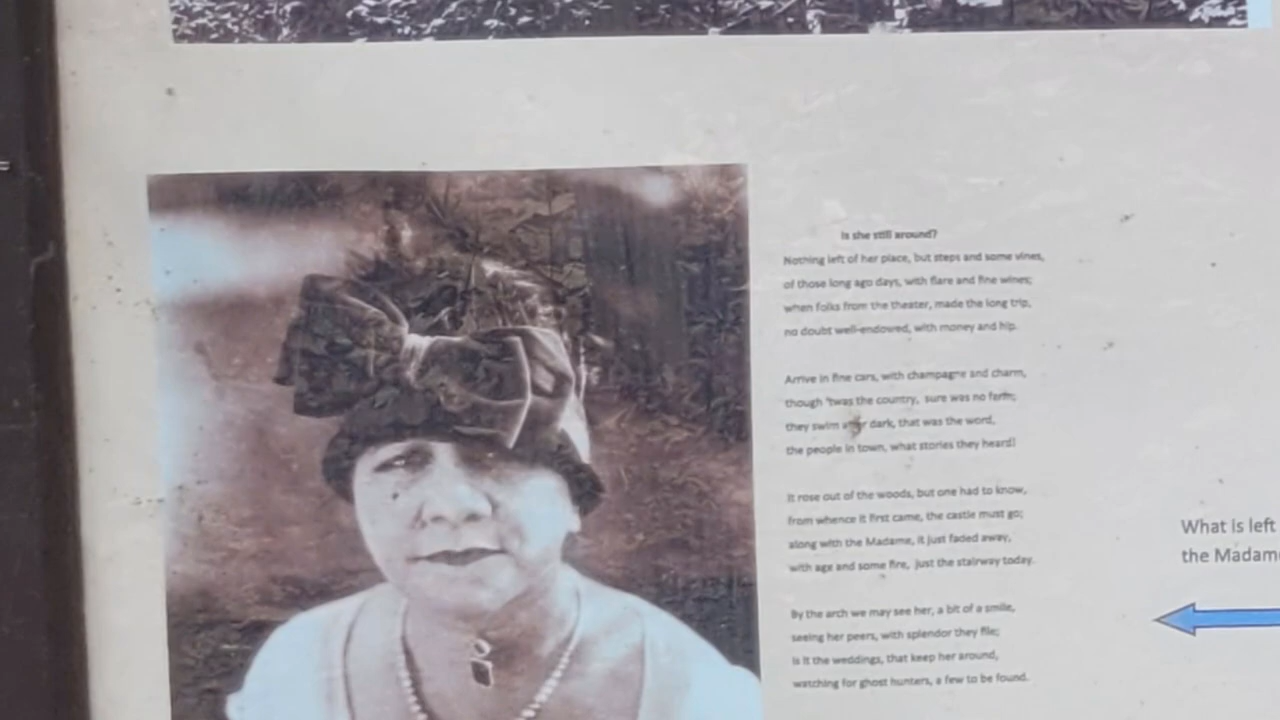 Is she still around?
Nothing left of her place, but steps and some vines,
of those long ago days, with flare and fine wines;
when folks from the theater, made the long trip,
no doubt well-endowed, with money and hip.
Arrive in fine cars, with champagne and charm,
though 'twas the country, sure was no farm;
they swim after dark, that was the word,
the people in town, what stories they heard!
It rose out of the woods, but one had to know,
from whence it first came, the castle must go;
along with the Madame, it just faded away,
with age and some fire, just the stairway today.
By the arch we may see her, a bit of a smile,
seeing her peers, with splendor they file;
is it the weddings, that keep her around,
watching for ghost hunters, a few to be found.
What is left
the Madame